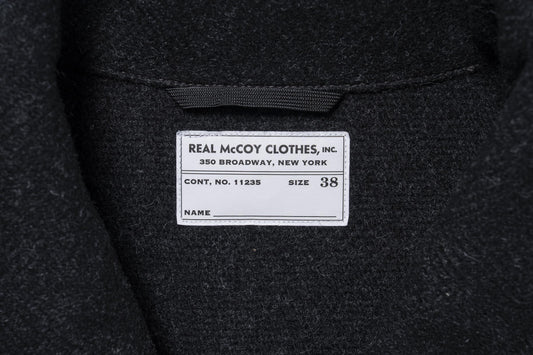 REAL McCOY CLOTHES, INC.
350 BROADWAY, NEW YORK
CONT, NO. 11235 SIZE 38
NAME